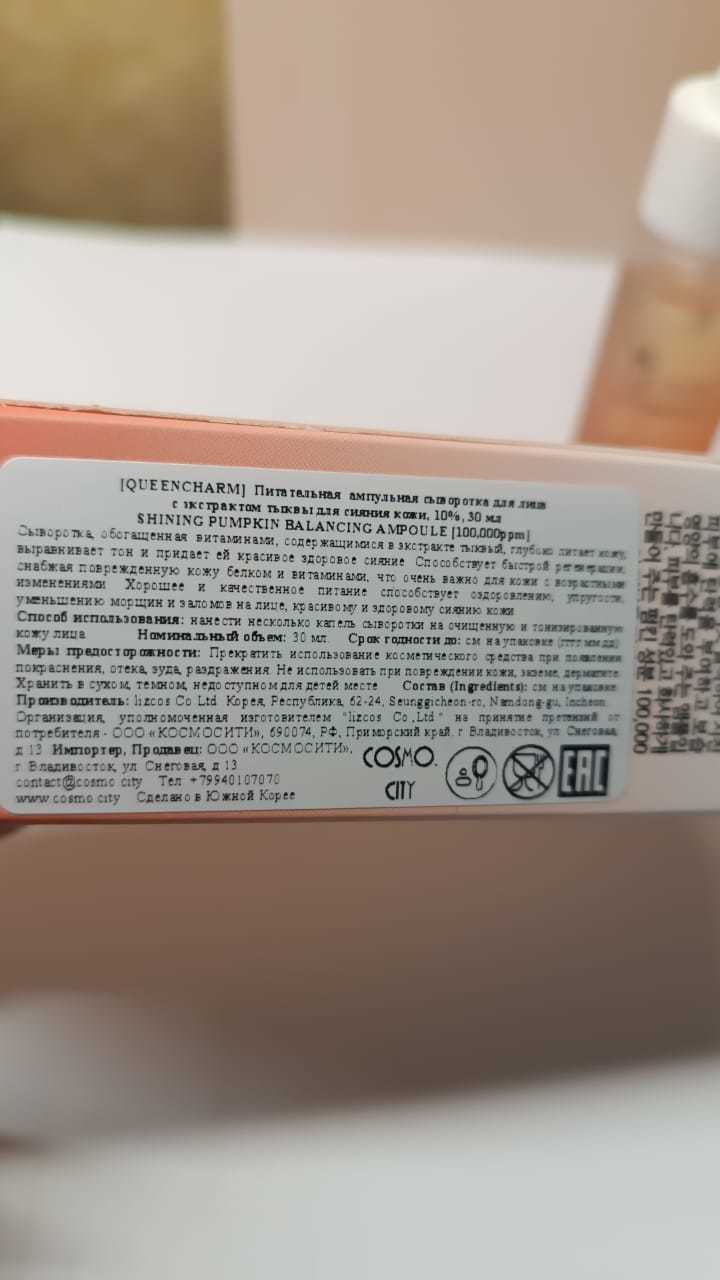 [QUEENCHARM] Питательная ампульная сыворотка для лица
с экстрактом тыквы для сияния кожи, 10%, 30 мл
SHINING PUMPKIN BALANCING AMPOULE [100,000ppm]
Сыворотка, обогащенная витаминами, содержащимися в экстракте тыквый, глубоко питает кожу,
выравнивает тон и придает ей красивое здоровое сияние Способствует быстрой регенерации,
снабжая поврежденную кожу белком и витаминами, что очень важно для кожи с возрастными
изменениями Хорошее и качественное питание способствует оздоровлению, упругости,
уменьшению морщин и заломов на лице, красивому и здоровому сиянию кожи
Способ использования: нанести несколько капель сыворотки на очищенную и тонизированную
кожу лица Номинальный объем: 30 мл. Срок годности до: см на упаковке (гггг.мм.дд)
Меры предосторожности: Прекратить использование косметического средства при появлении
покраснения, отека, зуда, раздражения. Не использовать при повреждении кожи, экземе, дерматите.
Хранить в сухом, темном, недоступном для детей месте Состав (Ingredients): см на упаковке.
Производитель: lizcos Co Ltd. Корея, Республика, 62-24, Seunggicheon-ro, Namdong-gu, Incheon.
Организация, уполномоченная изготовителем "lizcos Co.,Ltd." на принятие претензий от
потребителя - ООО «КОСМОСИТИ», 690074, РФ, Приморский край, г Владивосток, ул Снеговая,
д 13 Импортер, Продавец: ООО «КОСМОСИТИ»,
г. Владивосток, ул Снеговая, д 13
contact@cosmo.city Тел +79940107070
www.cosmo.city Сделано в Южной Корее
COSMO.
CITY
EAC
100,000